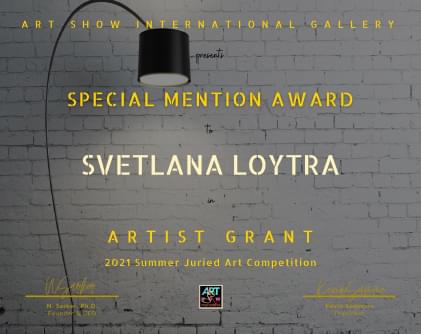 ART SHOW INTERNATIONAL GALLERY
presents
SPECIAL MENTION AWARD
to
SVETLANA LOYTRA
in
ARTIST GRANT
2021 Summer Juried Art Competition
ART
Founder & CEO